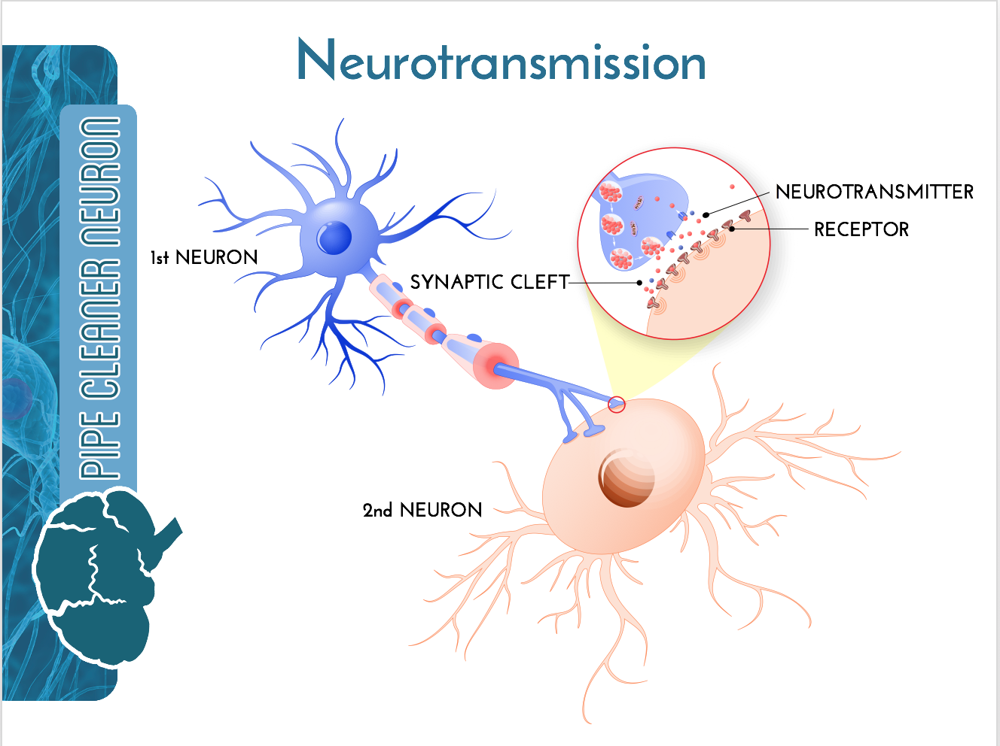 Neurotransmission
PIPE CLEANER NEURON
NEUROTRANSMITTER
RECEPTOR
1st NEURON
SYNAPTIC CLEFT
2nd NEURON